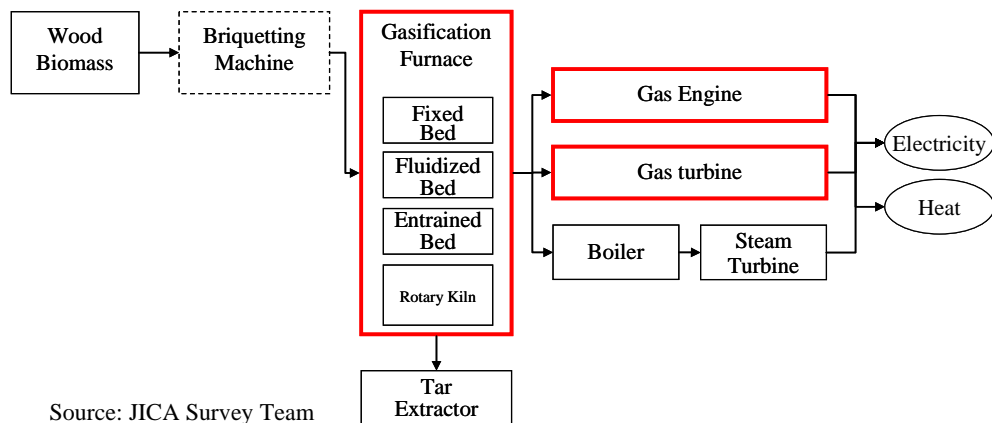 Wood
Biomass
Briquetting
Machine
Gasification
Furnace
Fixed
Bed
Fluidized
Bed
Entrained
Bed
Rotary Kiln
Tar
Extractor
Gas Engine
Gas turbine
Boiler
Steam
Turbine
Electricity
Heat
Source: JICA Survey Team